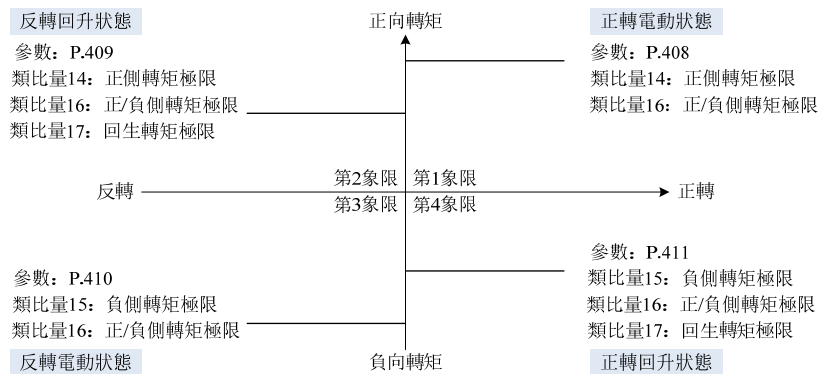 反轉回升狀態
參數：P.409
類比量14：正側轉矩極限
類比量16：正/負側轉矩極限
類比量17：回生轉矩極限
正向轉矩
正轉電動狀態
參數：P.408
類比量14：正側轉矩極限
類比量16：正/負側轉矩極限
第2象限
第1象限
反轉
正轉
第3象限
第4象限
參數：P.410
類比量15：負側轉矩極限
類比量16：正/負側轉矩極限
反轉電動狀態
負向轉矩
參數：P.411
類比量15：負側轉矩極限
類比量16：正/負側轉矩極限
類比量17：回生轉矩極限
正轉回升狀態